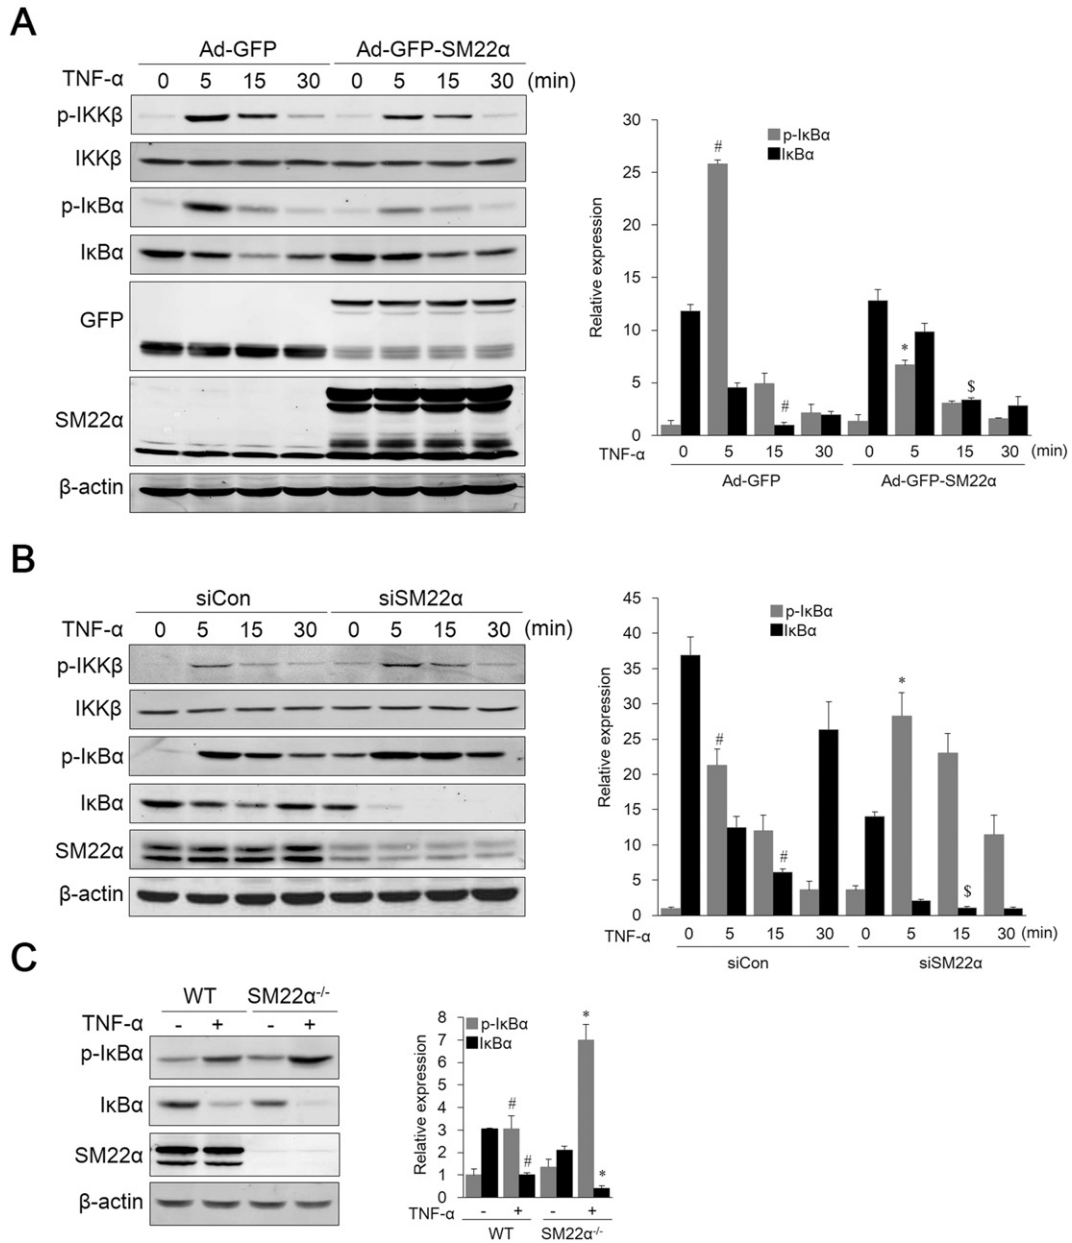 A
Ad-GFP Ad-GFP-SM22α
TNF-α 0 5 15 30 0 5 15 30 (min)
p-IKKβ
IKKβ
p-IκBα
IκBα
GFP
SM22α
β-actin
p-IκBα
IκBα
Relative expression
30
25
20
15
10
5
0
#
#
*
$
TNF-α 0 5 15 30 0 5 15 30 (min)
Ad-GFP Ad-GFP-SM22α
B
siCon siSM22α
TNF-α 0 5 15 30 0 5 15 30 (min)
p-IKKβ
IKKβ
p-IκBα
IκBα
SM22α
β-actin
p-IκBα
IκBα
Relative expression
45
40
35
30
25
20
15
10
5
0
#
#
*
$
TNF-α 0 5 15 30 0 5 15 30 (min)
siCon siSM22α
C
WT SM22α-/-
TNF-α - + - +
p-IκBα
IκBα
SM22α
β-actin
p-IκBα
IκBα
Relative expression
8
7
6
5
4
3
2
1
0
#
#
*
*
TNF-α - + - +
WT SM22α-/-